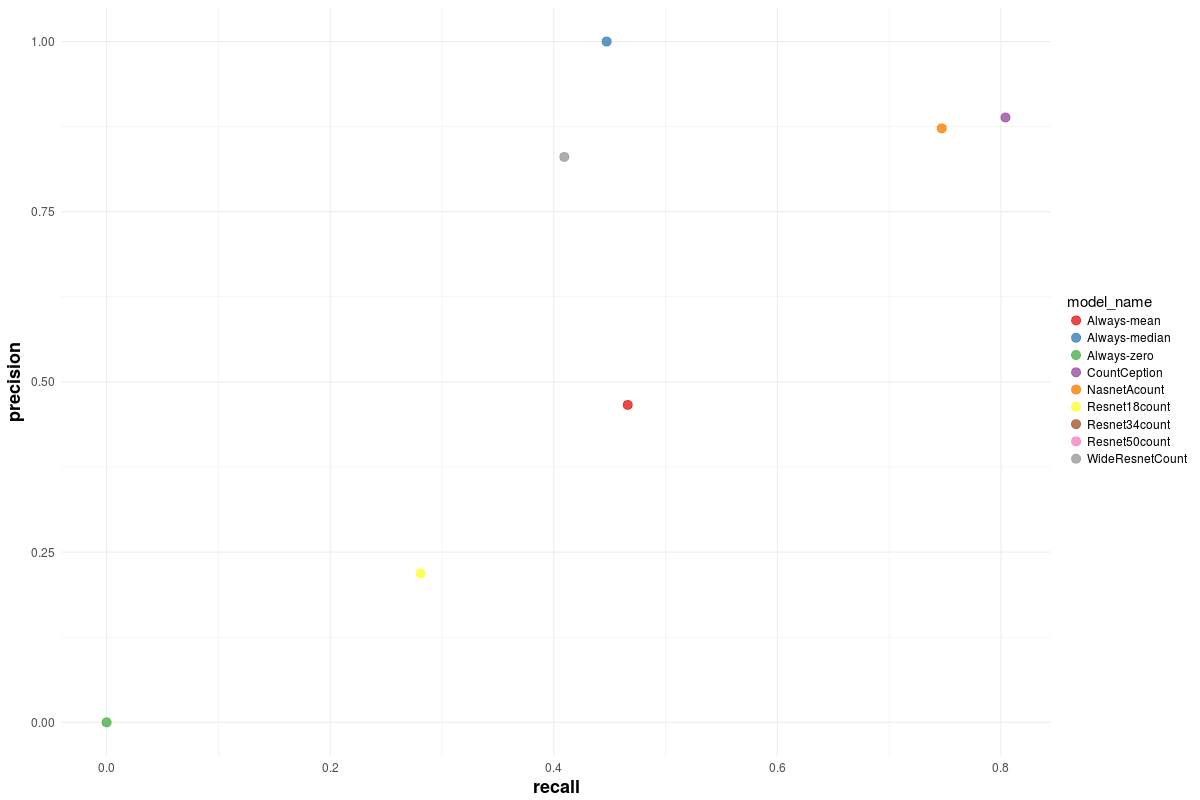 1.00
0.75
0.50
0.25
0.00
precision
0.0
0.2
0.4
0.6
0.8
recall
model_name
Always-mean
Always-median
Always-zero
CountCeption
NasnetAcount
Resnet18count
Resnet34count
Resnet50count
WideResnetCount